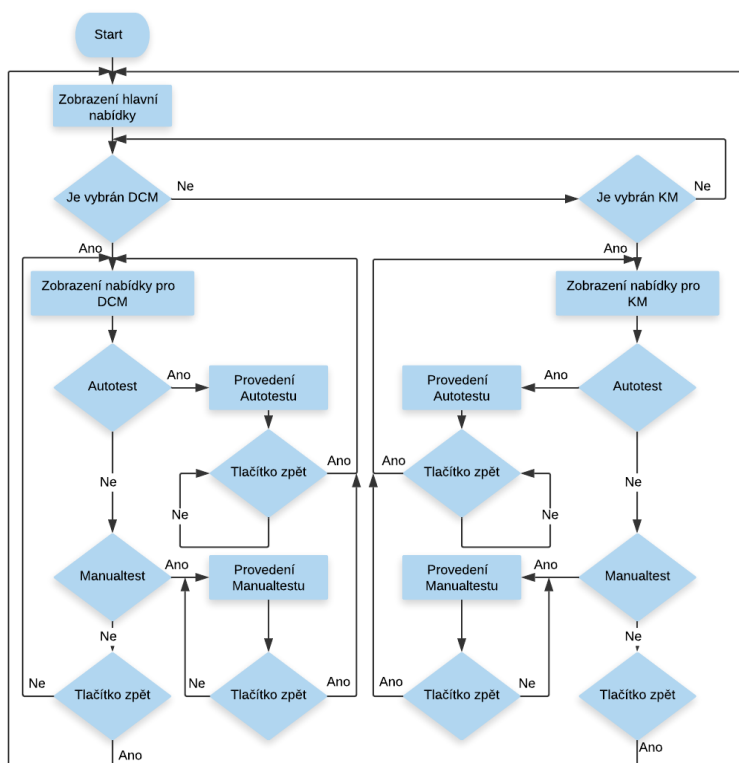 Start
Zobrazení hlavní
nabídky
Je vybrán DCM
Ne
Je vybrán KM
Ne
Ano
Ano
Zobrazení nabídky pro
DCM
Zobrazení nabídky pro
KM
Autotest
Ano
Provedení
Autotestu
Provedení
Autotestu
Ano
Autotest
Ne
Tlačítko zpět
Ano
Ne
Ano
Tlačítko zpět
Ne
Ne
Manualtest
Ano
Provedení
Manualtestu
Provedení
Manualtestu
Ano
Manualtest
Ne
Ne
Ne
Tlačítko zpět
Ne
Tlačítko zpět
Ano
Ano
Tlačítko zpět
Ne
Tlačítko zpět
Ano
Ano